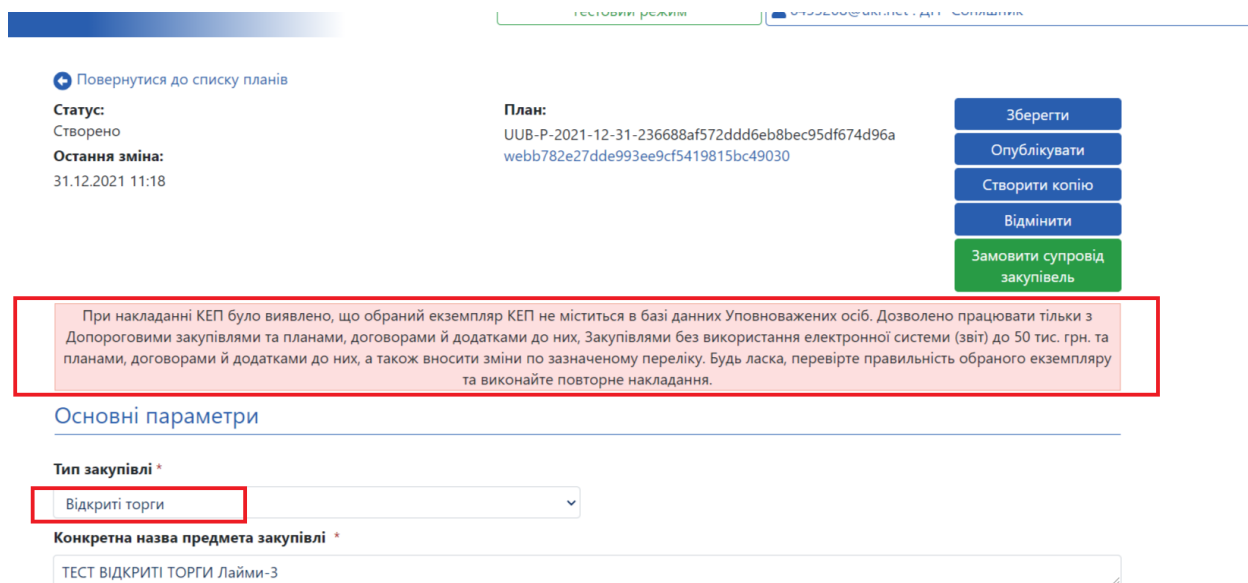 Тестовий режим
Повернутися до списку планів
Статус:
Створено
Остання зміна:
31.12.2021 11:18
План:
UUB-P-2021-12-31-236688af572ddd6eb8bec95df674d96a
webb782e27dde993ee9cf5419815bc49030
Зберегти
Опублікувати
Створити копію
Відмінити
Замовити супровід
закупівель
При накладанні КЕП було виявлено, що обраний екземпляр КЕП не міститься в базі данних Уповноважених осіб. Дозволено працювати тільки з
Допороговими закупівлями та планами, договорами й додатками до них, Закупівлями без використання електронної системи (звіт) до 50 тис. грн. та
планами, договорами й додатками до них, а також вносити зміни по зазначеному переліку. Будь ласка, перевірте правильність обраного екземпляру
та виконайте повторне накладання.
Основні параметри
Тип закупівлі *
Відкриті торги
Конкретна назва предмета закупівлі *
ТЕСТ ВІДКРИТІ ТОРГИ Лайми-3